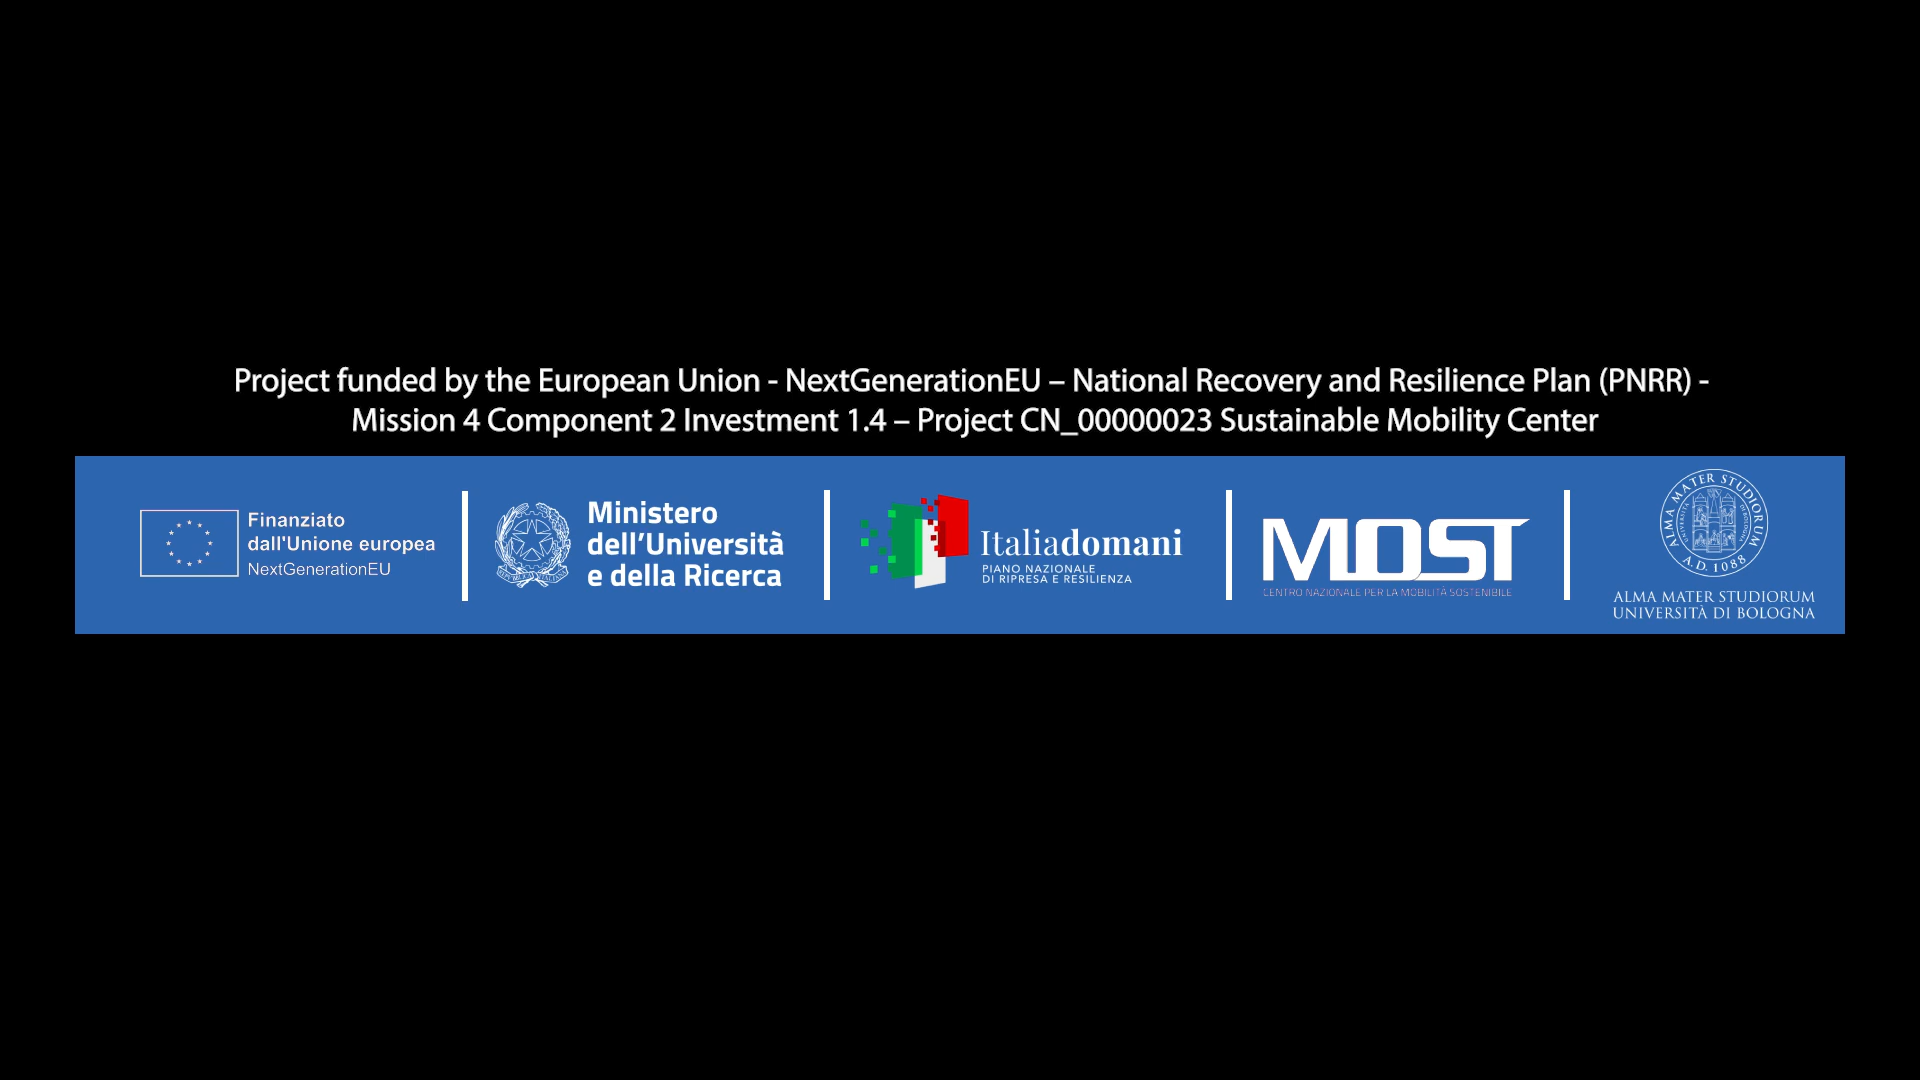 Project funded by the European Union - NextGenerationEU – National Recovery and Resilience Plan (PNRR) -
Mission 4 Component 2 Investment 1.4 – Project CN_00000023 Sustainable Mobility Center
Finanziato
dall'Unione europea
NextGenerationEU
Ministero
dell'Università
e della Ricerca
Italiadomani
PIANO NAZIONALE
DI RIPRESA E RESILIENZA
MOST
CENTRO NAZIONALE PER LA MOBILITÀ SOSTENIBILE
ALMA MATER STUDIORUM
A.D. 1088
ALMA MATER STUDIORUM
UNIVERSITÀ DI BOLOGNA